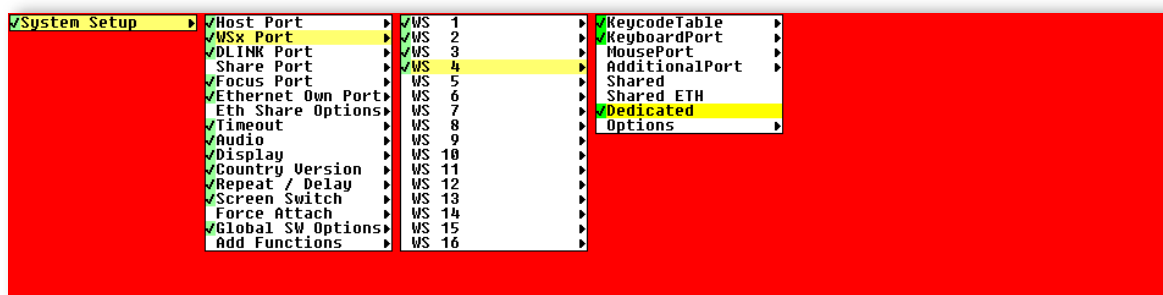 √System Setup
√Host Port
√WSx Port
√DLINK Port
Share Port
√Focus Port
√Ethernet Own Port
Eth Share Options
√Timeout
√Audio
√Display
√Country Version
√Repeat / Delay
√Screen Switch
Force Attach
√Global SW Options
Add Functions
√WS 1
√WS 2
√WS 3
√WS 4
WS 5
WS 6
WS 7
WS 8
WS 9
WS 10
WS 11
WS 12
WS 13
WS 14
WS 15
WS 16
√KeycodeTable
√KeyboardPort
MousePort
AdditionalPort
Shared
Shared ETH
√Dedicated
Options